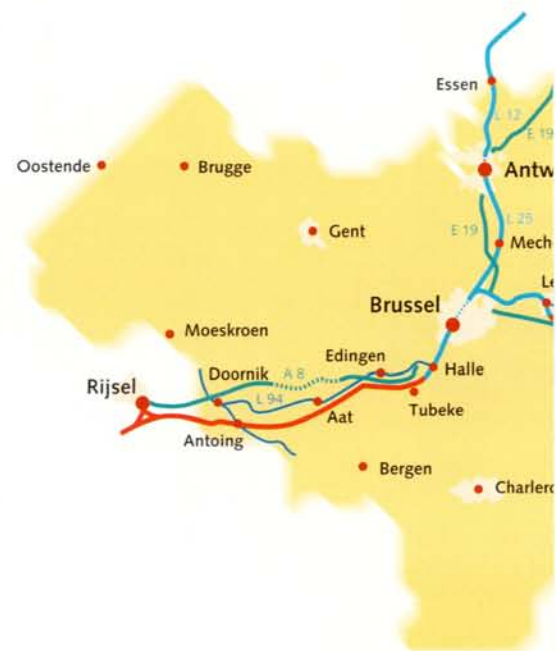 Essen
L 12
E 19
Oostende
Brugge
Antw
Gent
E 19
L 25
Mech
Le
Brussel
Moeskroen
Edingen
Halle
Doornik
A 8
Rijsel
L 94
Aat
Tubeke
Antoing
Bergen
Charlero